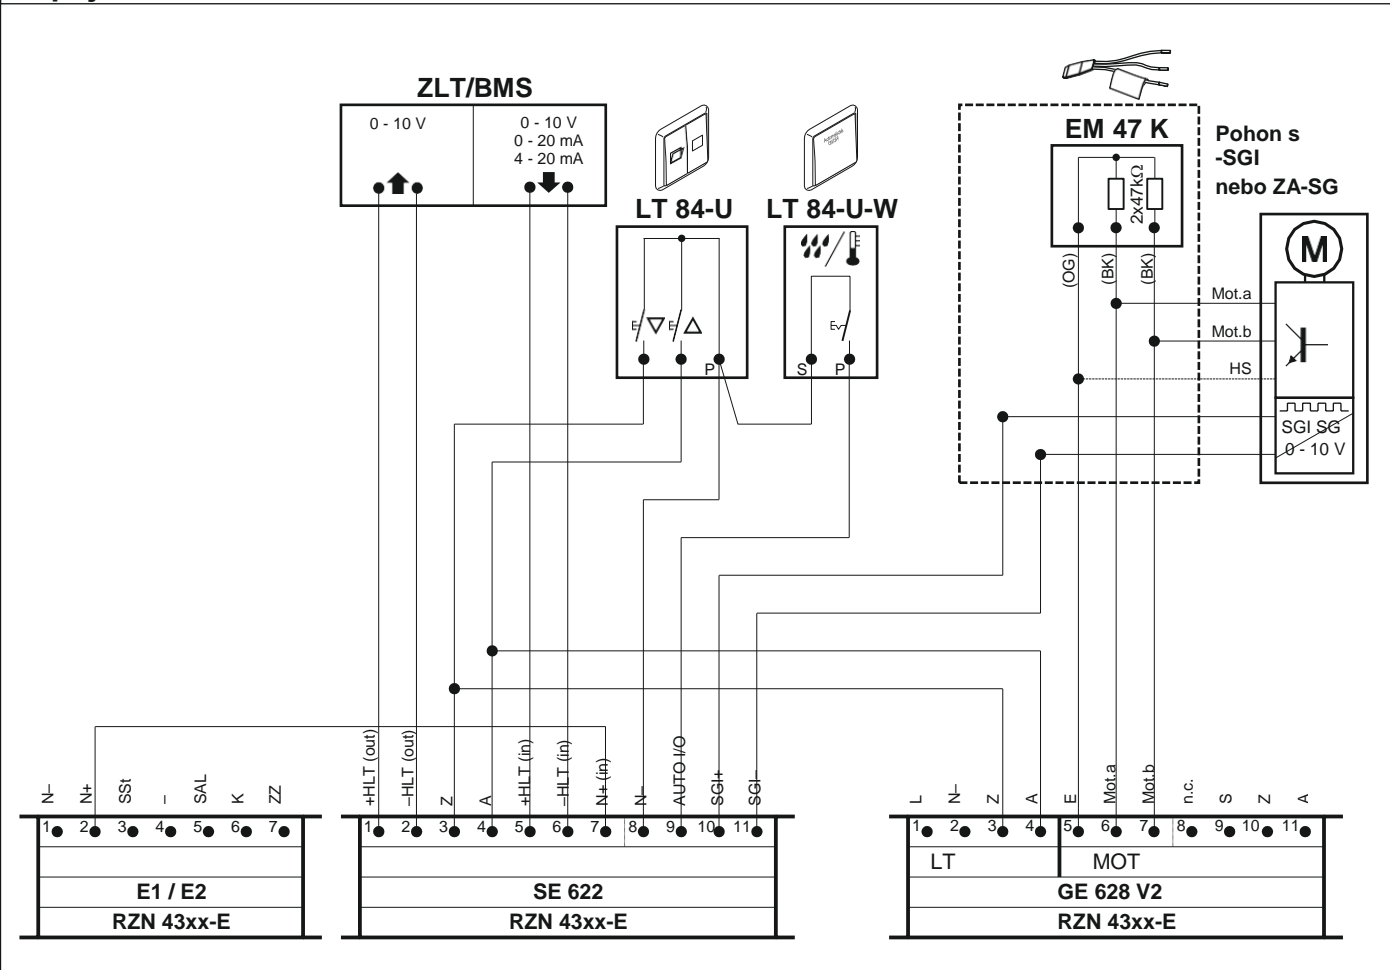 ZLT/BMS
0 - 10 V
0 - 10 V
0 - 20 mA
4 - 20 mA
LT 84-U
LT 84-U-W
EM 47 K
2x47kΩ
Pohon s
-SGI
nebo ZA-SG
M
(OG)
(BK)
(BK)
Mot.a
Mot.b
HS
SGI SG
0 - 10 V
P
S
P
N–
N+
SSt
–
SAL
K
ZZ
+HLT (out)
–HLT (out)
Z
A
+HLT (in)
–HLT (in)
N+ (in)
N–
AUTO I/O
SGI+
SGI–
L
N–
Z
A
E
Mot.a
Mot.b
n.c.
S
Z
A
1 2 3 4 5 6 7
1 2 3 4 5 6 7 8 9 10 11
1 2 3 4 5 6 7 8 9 10 11
LT
MOT
E1 / E2
SE 622
GE 628 V2
RZN 43xx-E
RZN 43xx-E
RZN 43xx-E